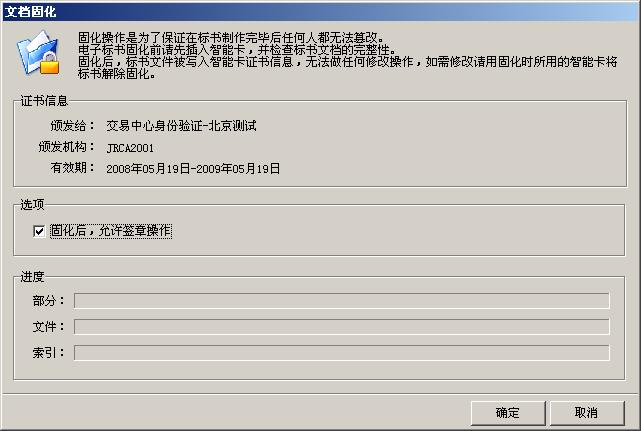 文档固化
固化操作是为了保证在标书制作完毕后任何人都无法篡改。
电子标书固化前请先插入智能卡，并检查标书文档的完整性。
固化后，标书文件被写入智能卡证书信息，无法做任何修改操作，如需修改请用固化时所用的智能卡将
标书解除固化。
证书信息
颁发给： 交易中心身份验证-北京测试
颁发机构： JRCA2001
有效期： 2008年05月19日-2009年05月19日
选项
固化后，允许签章操作
进度
部分：
文件：
索引：
确定 取消